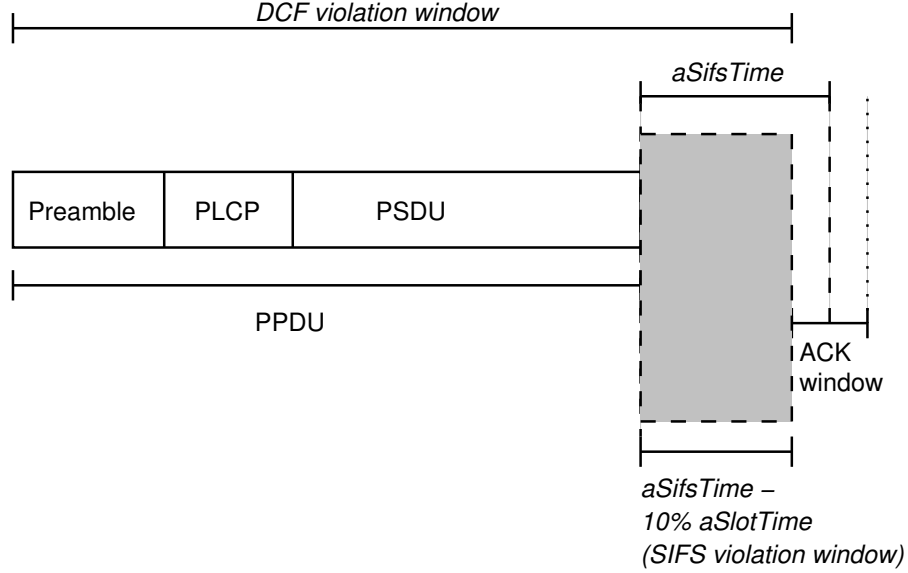 DCF violation window
aSifsTime
Preamble
PLCP
PSDU
PPDU
ACK
window
aSifsTime –
10% aSlotTime
(SIFS violation window)